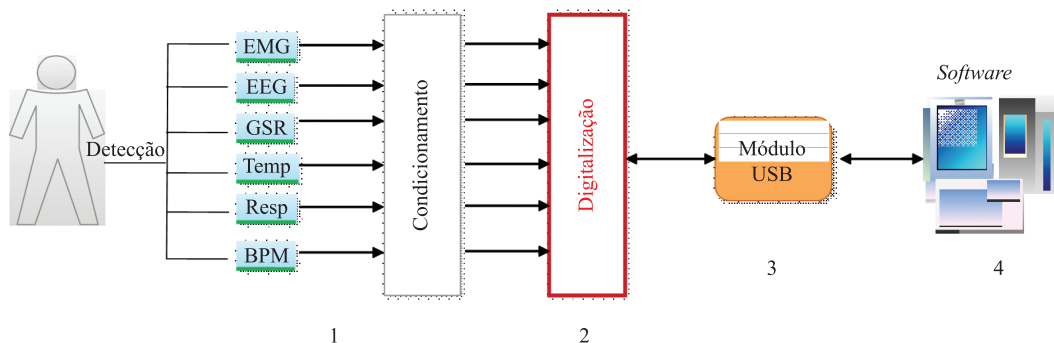 Detecção
EMG
EEG
GSR
Temp
Resp
BPM
Condicionamento
Digitalização
Módulo
USB
Software
1
2
3
4